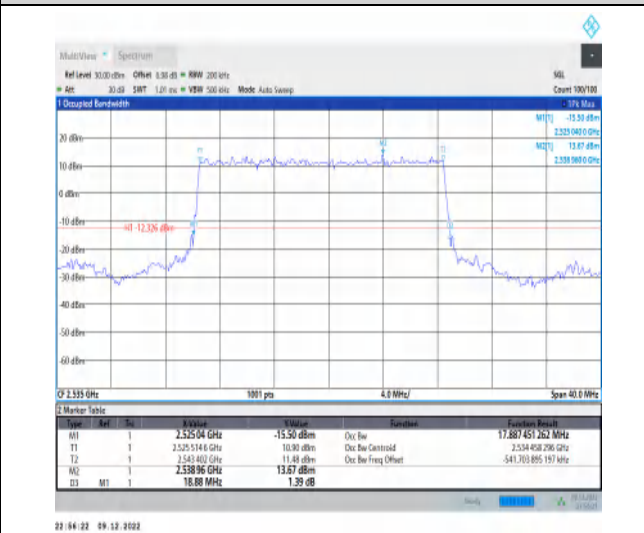 MultiView Spectrum
Ref Level 30.00 dBm Offset 8.50 dB RBW 200 kHz SGL
Att 30 dB SWT 1.01 ms VBW 500 kHz Mode Auto Sweep Count 100/100
1 Occupied Bandwidth 1Pk Max
M1[1] -15.50 dBm
2.525 040 0 GHz
M2[1] 13.67 dBm
2.538 960 0 GHz
20 dBm
10 dBm
0 dBm
-10 dBm
H1 -12.326 dBm
-20 dBm
-30 dBm
-40 dBm
-50 dBm
-60 dBm
CF 2.535 GHz 1001 pts 4.0 MHz/ Span 40.0 MHz
2 Marker Table
Type Ref Trc X-Value Y-Value Function Function Result
M1 1 2.525 04 GHz -15.50 dBm Occ Bw 17.887 451 262 MHz
T1 1 2.525 514 6 GHz 10.90 dBm Occ Bw Centroid 2.534 458 296 GHz
T2 1 2.543 402 GHz 11.48 dBm Occ Bw Freq Offset -541.703 895 197 kHz
M2 1 2.538 96 GHz 13.67 dBm
D3 M1 1 18.88 MHz 1.39 dB
Ready
22:56:22 09.12.2022